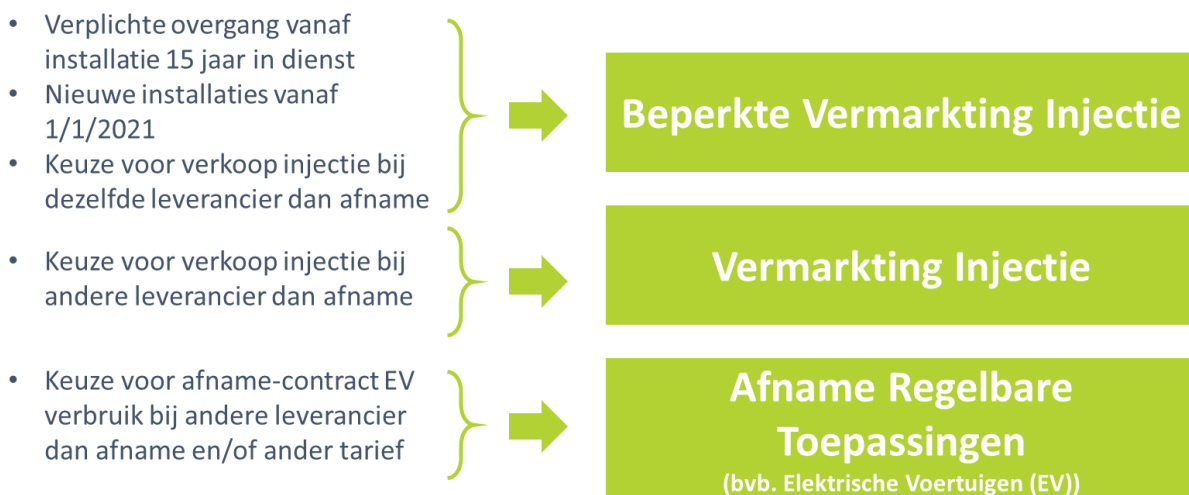 • Verplichte overgang vanaf
installatie 15 jaar in dienst
• Nieuwe installaties vanaf
1/1/2021
• Keuze voor verkoop injectie bij
dezelfde leverancier dan afname
Beperkte Vermarkting Injectie
• Keuze voor verkoop injectie bij
andere leverancier dan afname
Vermarkting Injectie
• Keuze voor afname-contract EV
verbruik bij andere leverancier
dan afname en/of ander tarief
Afname Regelbare
Toepassingen
(bvb. Elektrische Voertuigen (EV))